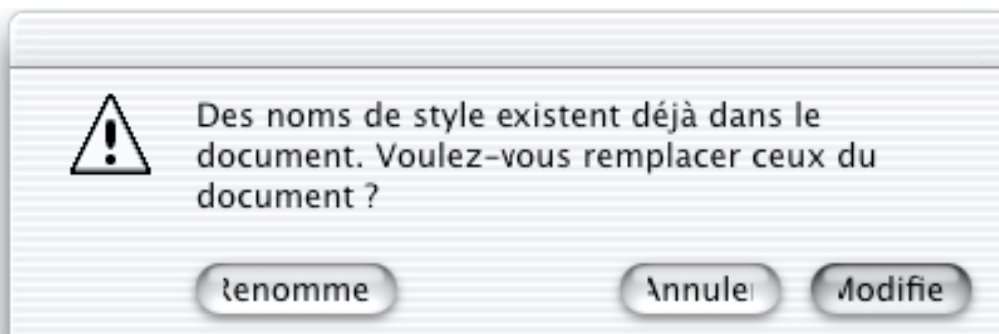 Des noms de style existent déjà dans le
document. Voulez-vous remplacer ceux du
document ?
Renomme Annuler Modifie